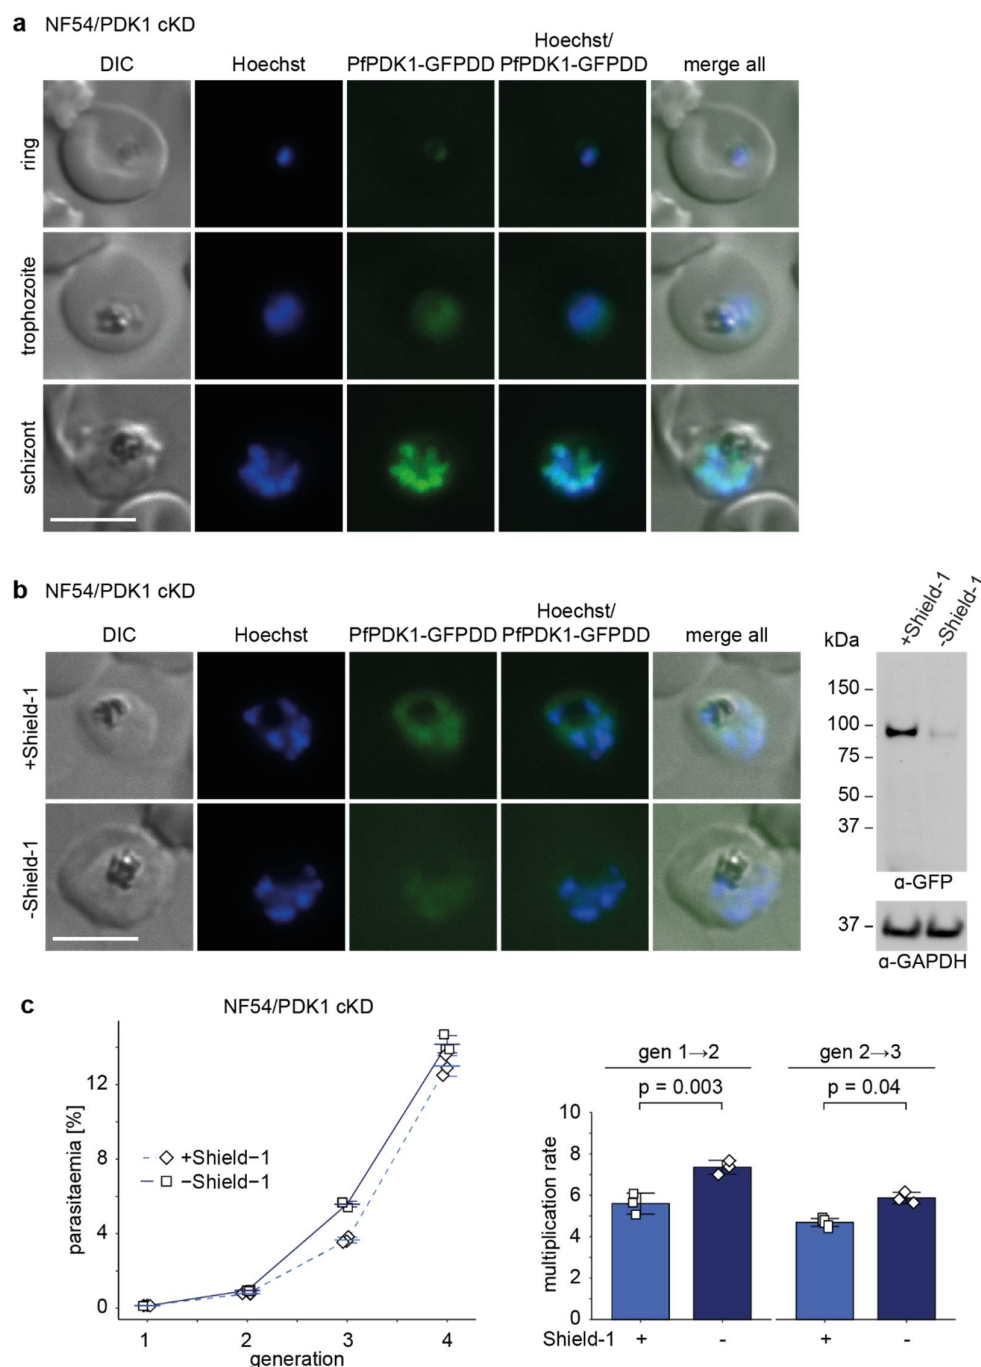 a NF54/PDK1 cKD
DIC Hoechst PfPDK1-GFPDD Hoechst/ PfPDK1-GFPDD merge all
ring
trophozoite
schizont
b NF54/PDK1 cKD
DIC Hoechst PfPDK1-GFPDD Hoechst/ PfPDK1-GFPDD merge all
+Shield-1
-Shield-1
kDa +Shield-1 -Shield-1
150
100
75
50
37
α-GFP
37
α-GAPDH
c NF54/PDK1 cKD
parasitaemia [%]
12
8
4
0
+Shield−1
−Shield−1
1 2 3 4
generation
gen 1→2 gen 2→3
p = 0.003 p = 0.04
multiplication rate
10
8
6
4
2
0
Shield-1 + - + -